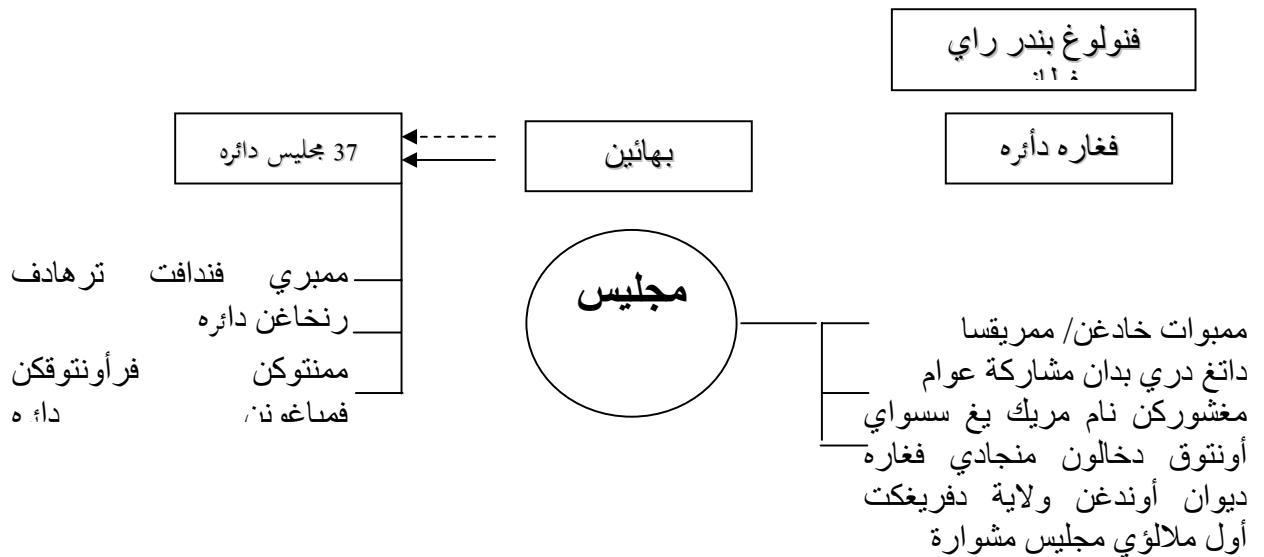 فنولوغ بندر راي
فغاره دأئره
بهائين
37 مجليس دائره
مجليس
ممبوات خادغن/ ممريقسا
داتغ دري بدان مشاركة عوام
مغشوركن نام مريك يغ سسواي
أونتوق دخالون منجادي فغاره
ديوان أوندغن ولاية دفريغكت
أول ملالؤي مجليس مشوارة
ممبري فندافت ترهادف
رنخاغن دائره
ممنتوكن فرأونتوقكن
فمباغونن دائره